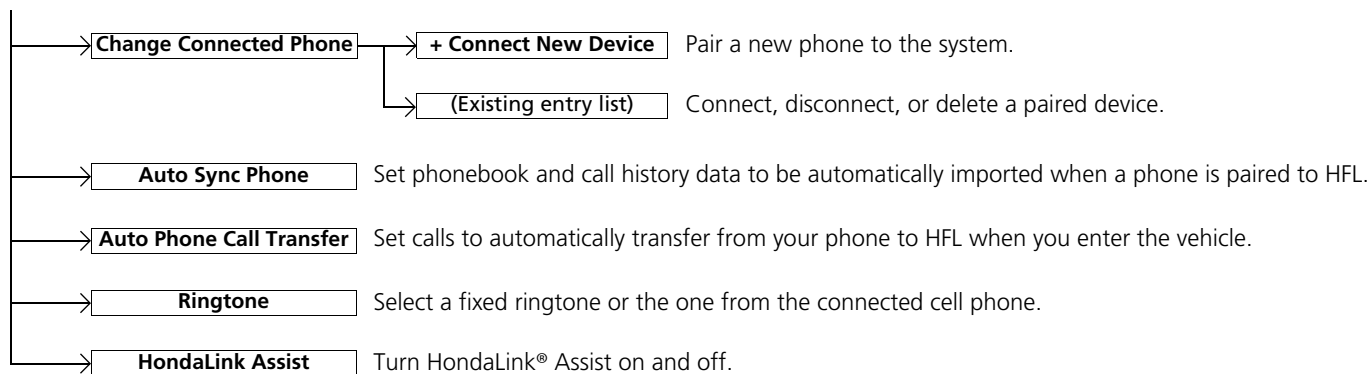 Change Connected Phone + Connect New Device Pair a new phone to the system.
(Existing entry list) Connect, disconnect, or delete a paired device.
Auto Sync Phone Set phonebook and call history data to be automatically imported when a phone is paired to HFL.
Auto Phone Call Transfer Set calls to automatically transfer from your phone to HFL when you enter the vehicle.
Ringtone Select a fixed ringtone or the one from the connected cell phone.
HondaLink Assist Turn HondaLink® Assist on and off.